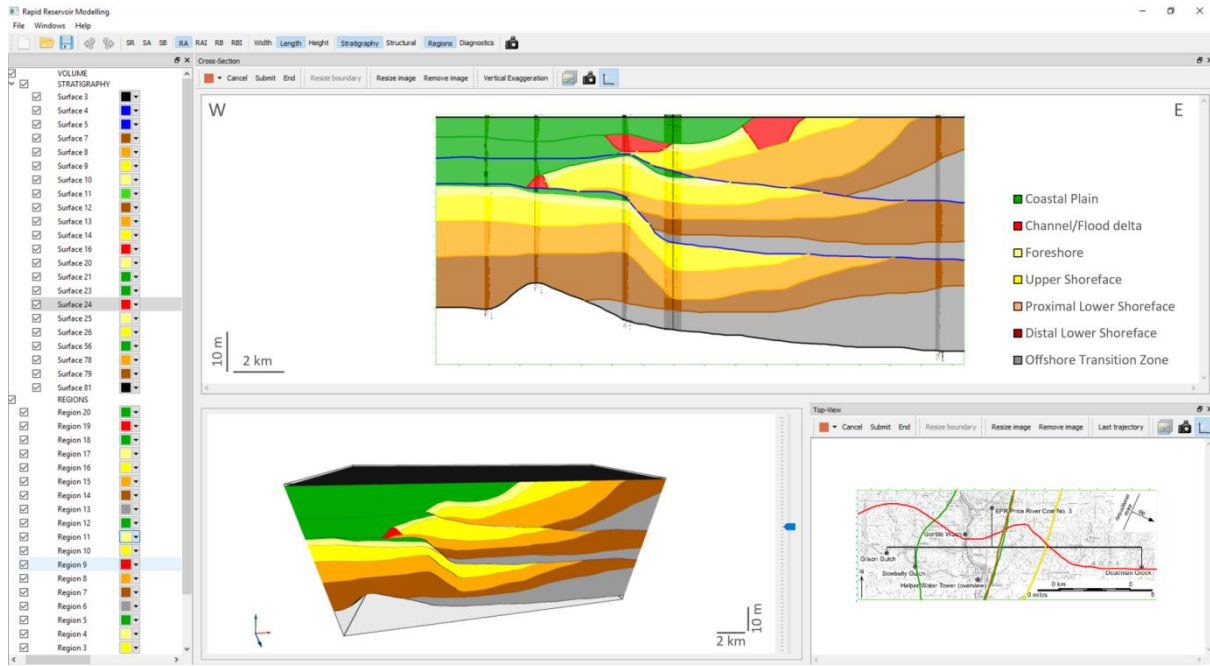 Rapid Reservoir Modelling
File Windows Help
SR SA SB RA RAI RB RBI Width Length Height Stratigraphy Structural Regions Diagnostics
VOLUME
STRATIGRAPHY
Surface 3
Surface 4
Surface 5
Surface 7
Surface 8
Surface 9
Surface 10
Surface 11
Surface 12
Surface 13
Surface 14
Surface 16
Surface 20
Surface 21
Surface 23
Surface 24
Surface 25
Surface 26
Surface 56
Surface 78
Surface 79
Surface 81
REGIONS
Region 20
Region 19
Region 18
Region 17
Region 16
Region 15
Region 14
Region 13
Region 12
Region 11
Region 10
Region 9
Region 8
Region 7
Region 6
Region 5
Region 4
Region 3
Cross-Section
Cancel Submit End Resize boundary Resize image Remove image Vertical Exaggeration
W E
Coastal Plain
Channel/Flood delta
Foreshore
Upper Shoreface
Proximal Lower Shoreface
Distal Lower Shoreface
Offshore Transition Zone
10 m
2 km
10 m
2 km
Top-View
Cancel Submit End Resize boundary Resize image Remove image Last trajectory
EPR Price River Coal No. 3
Gentile Wash
Gilson Gulch
Sowbelly Gulch
Deadman Creek
Helper Water Tower (overview)
N
0 km 5
0 miles 5